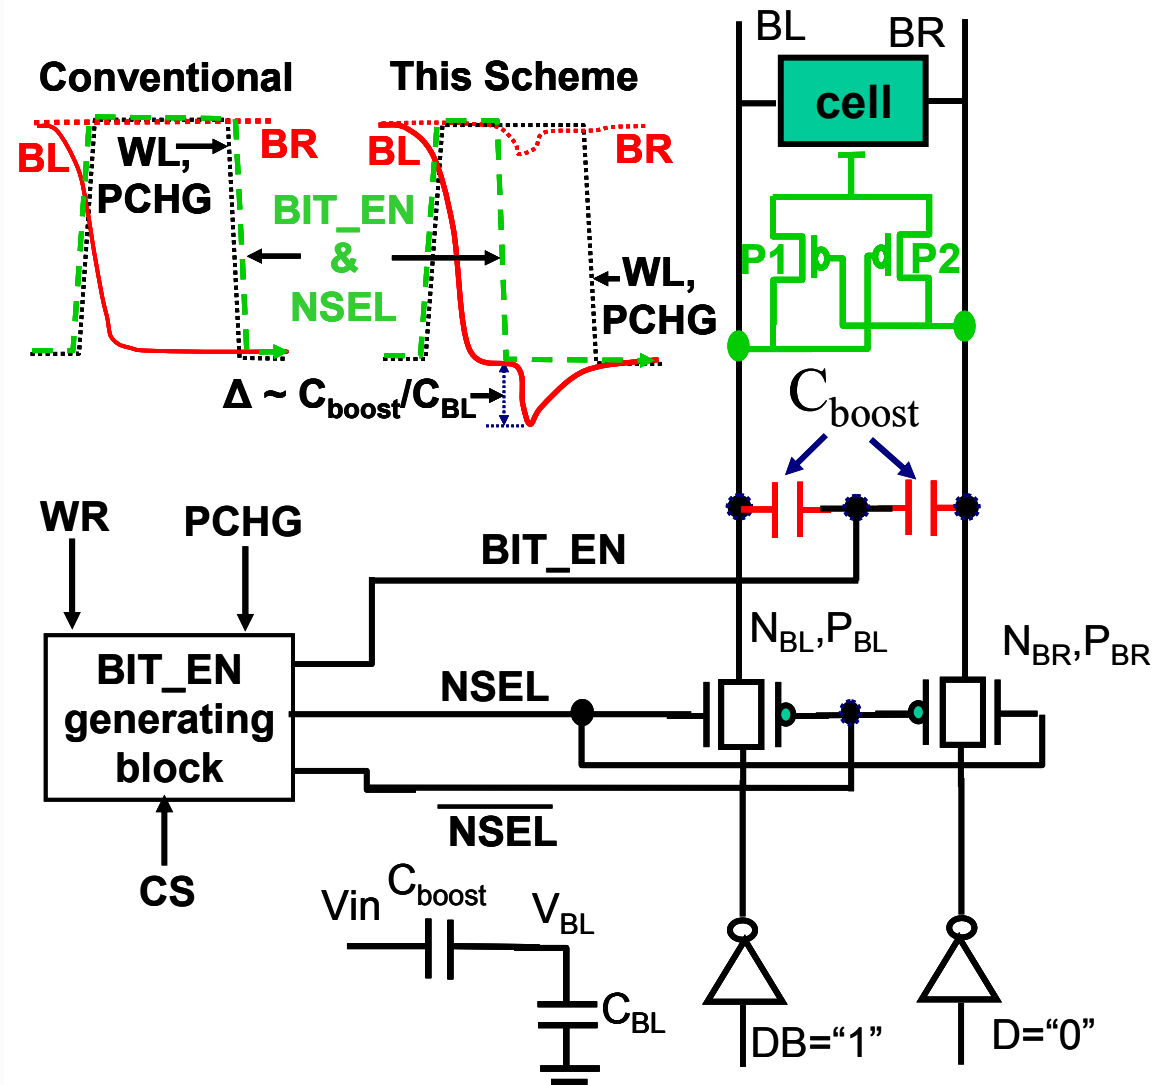 Conventional
This Scheme
BL
BR
WL,
PCHG
BL
BR
BIT_EN
&
NSEL
WL,
PCHG
Δ ~ Cboost/CBL
BL
BR
cell
P1
P2
Cboost
WR
PCHG
BIT_EN
BIT_EN
generating
block
NSEL
NSEL
CS
NBL,PBL
NBR,PBR
Vin
Cboost
VBL
CBL
DB=“1”
D=“0”